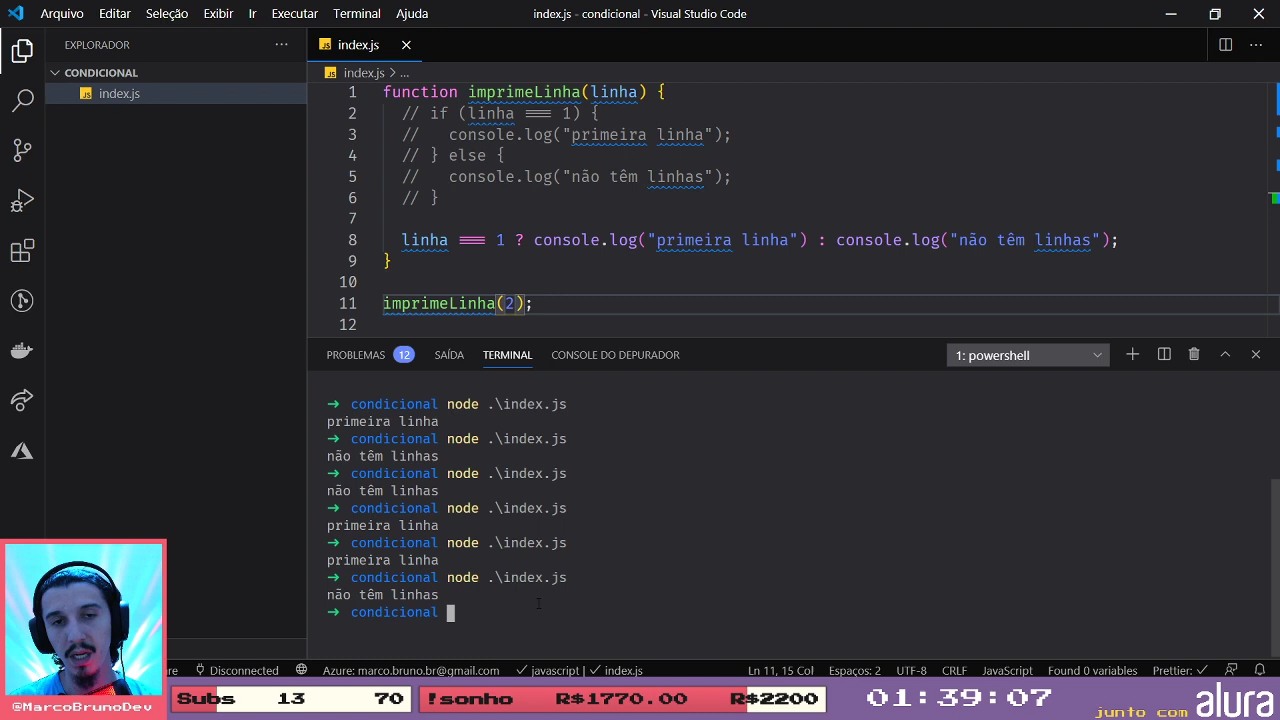 Arquivo Editar Seleção Exibir Ir Executar Terminal Ajuda index.js - condicional - Visual Studio Code
EXPLORADOR
CONDICIONAL
JS index.js
JS index.js
JS index.js > ...
1 function imprimeLinha(linha) {
2 // if (linha === 1) {
3 // console.log("primeira linha");
4 // } else {
5 // console.log("não têm linhas");
6 // }
7
8 linha === 1 ? console.log("primeira linha") : console.log("não têm linhas");
9 }
10
11 imprimeLinha(2);
12
PROBLEMAS 12 SAÍDA TERMINAL CONSOLE DO DEPURADOR 1: powershell
→ condicional node .\index.js
primeira linha
→ condicional node .\index.js
não têm linhas
→ condicional node .\index.js
não têm linhas
→ condicional node .\index.js
primeira linha
→ condicional node .\index.js
primeira linha
→ condicional node .\index.js
não têm linhas
→ condicional
Disconnected Azure: marco.bruno.br@gmail.com ✓ javascript | ✓ index.js Ln 11, 15 Col Espaços: 2 UTF-8 CRLF JavaScript Found 0 variables Prettier: ✓
@MarcoBrunoDev
Subs 13 70 !sonho R$1770.00 R$2200 01:39:07
junto com alura